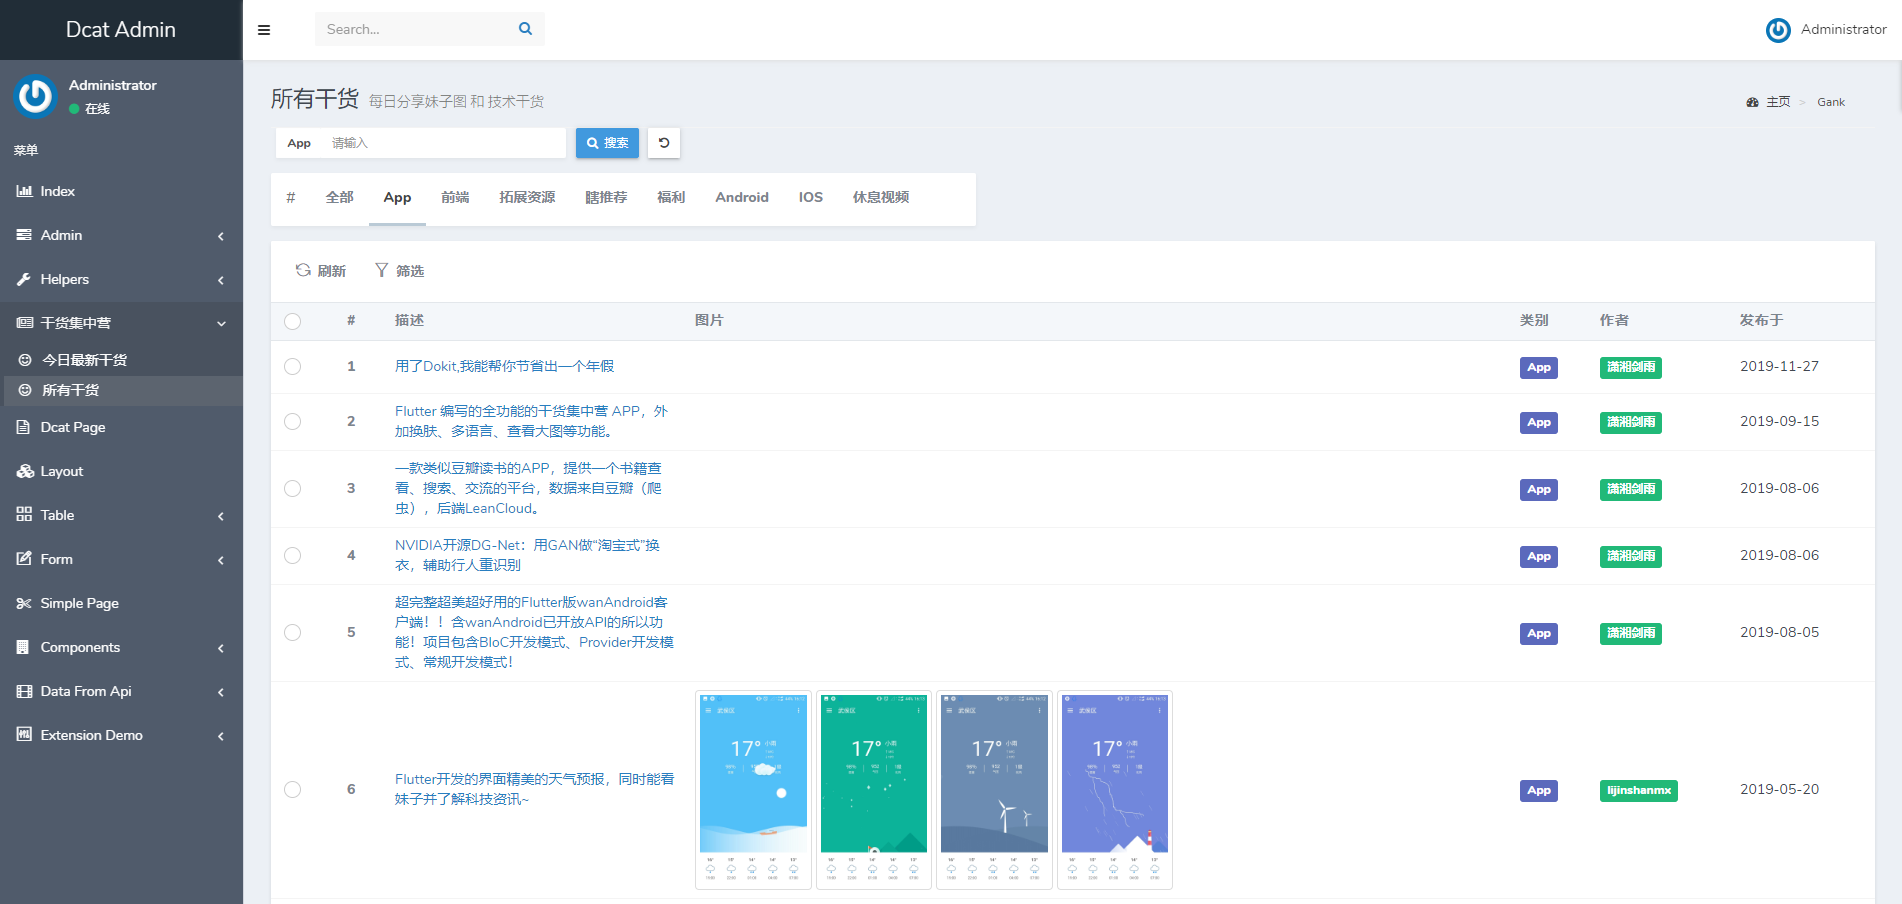 Dcat Admin
Search...
Administrator
Administrator
在线
菜单
Index
Admin
Helpers
干货集中营
今日最新干货
所有干货
Dcat Page
Layout
Table
Form
Simple Page
Components
Data From Api
Extension Demo
所有干货 每日分享妹子图 和 技术干货
主页 > Gank
App 请输入 搜索
# 全部 App 前端 拓展资源 瞎推荐 福利 Android IOS 休息视频
刷新 筛选
# 描述 图片 类别 作者 发布于
1 用了Dokit,我能帮你节省出一个年假 App 潇湘剑雨 2019-11-27
Flutter 编写的全功能的干货集中营 APP，外
加换肤、多语言、查看大图等功能。
2 App 潇湘剑雨 2019-09-15
一款类似豆瓣读书的APP，提供一个书籍查
看、搜索、交流的平台，数据来自豆瓣（爬
虫），后端LeanCloud。
3 App 潇湘剑雨 2019-08-06
NVIDIA开源DG-Net：用GAN做“淘宝式”换
衣，辅助行人重识别
4 App 潇湘剑雨 2019-08-06
超完整超美超好用的Flutter版wanAndroid客
户端！！含wanAndroid已开放API的所以功
能！项目包含BloC开发模式、Provider开发模
式、常规开发模式！
5 App 潇湘剑雨 2019-08-05
Flutter开发的界面精美的天气预报，同时能看
妹子并了解科技资讯~
6 App lijinshanmx 2019-05-20
武侯区 武侯区 武侯区 武侯区
17° 小雨 17° 小雨 17° 小雨 17° 小雨